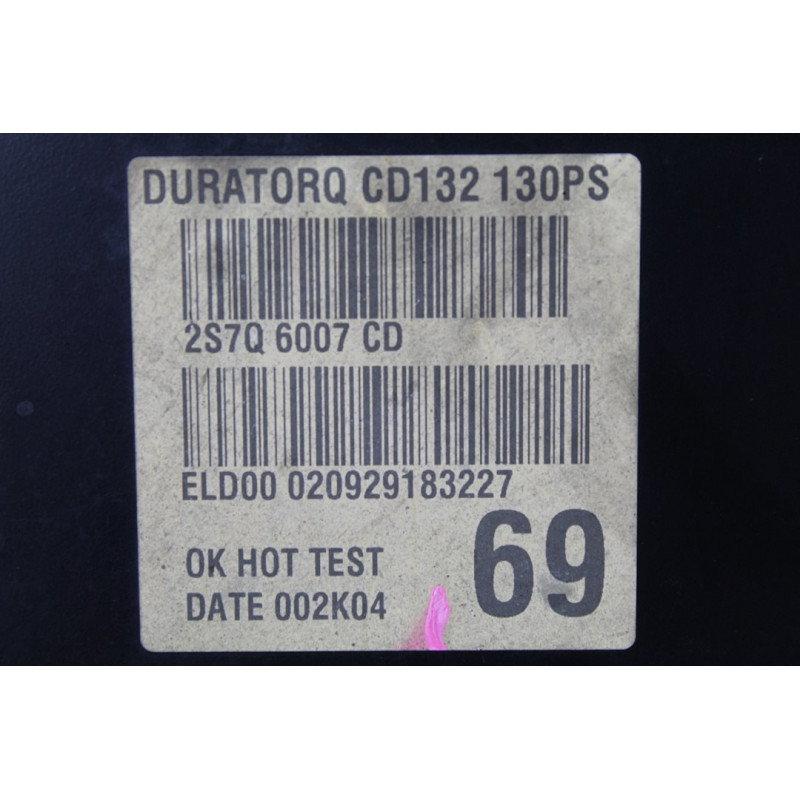 DURATORQ CD132 130PS
2S7Q 6007 CD
ELD00 020929183227
69
OK HOT TEST
DATE 002K04